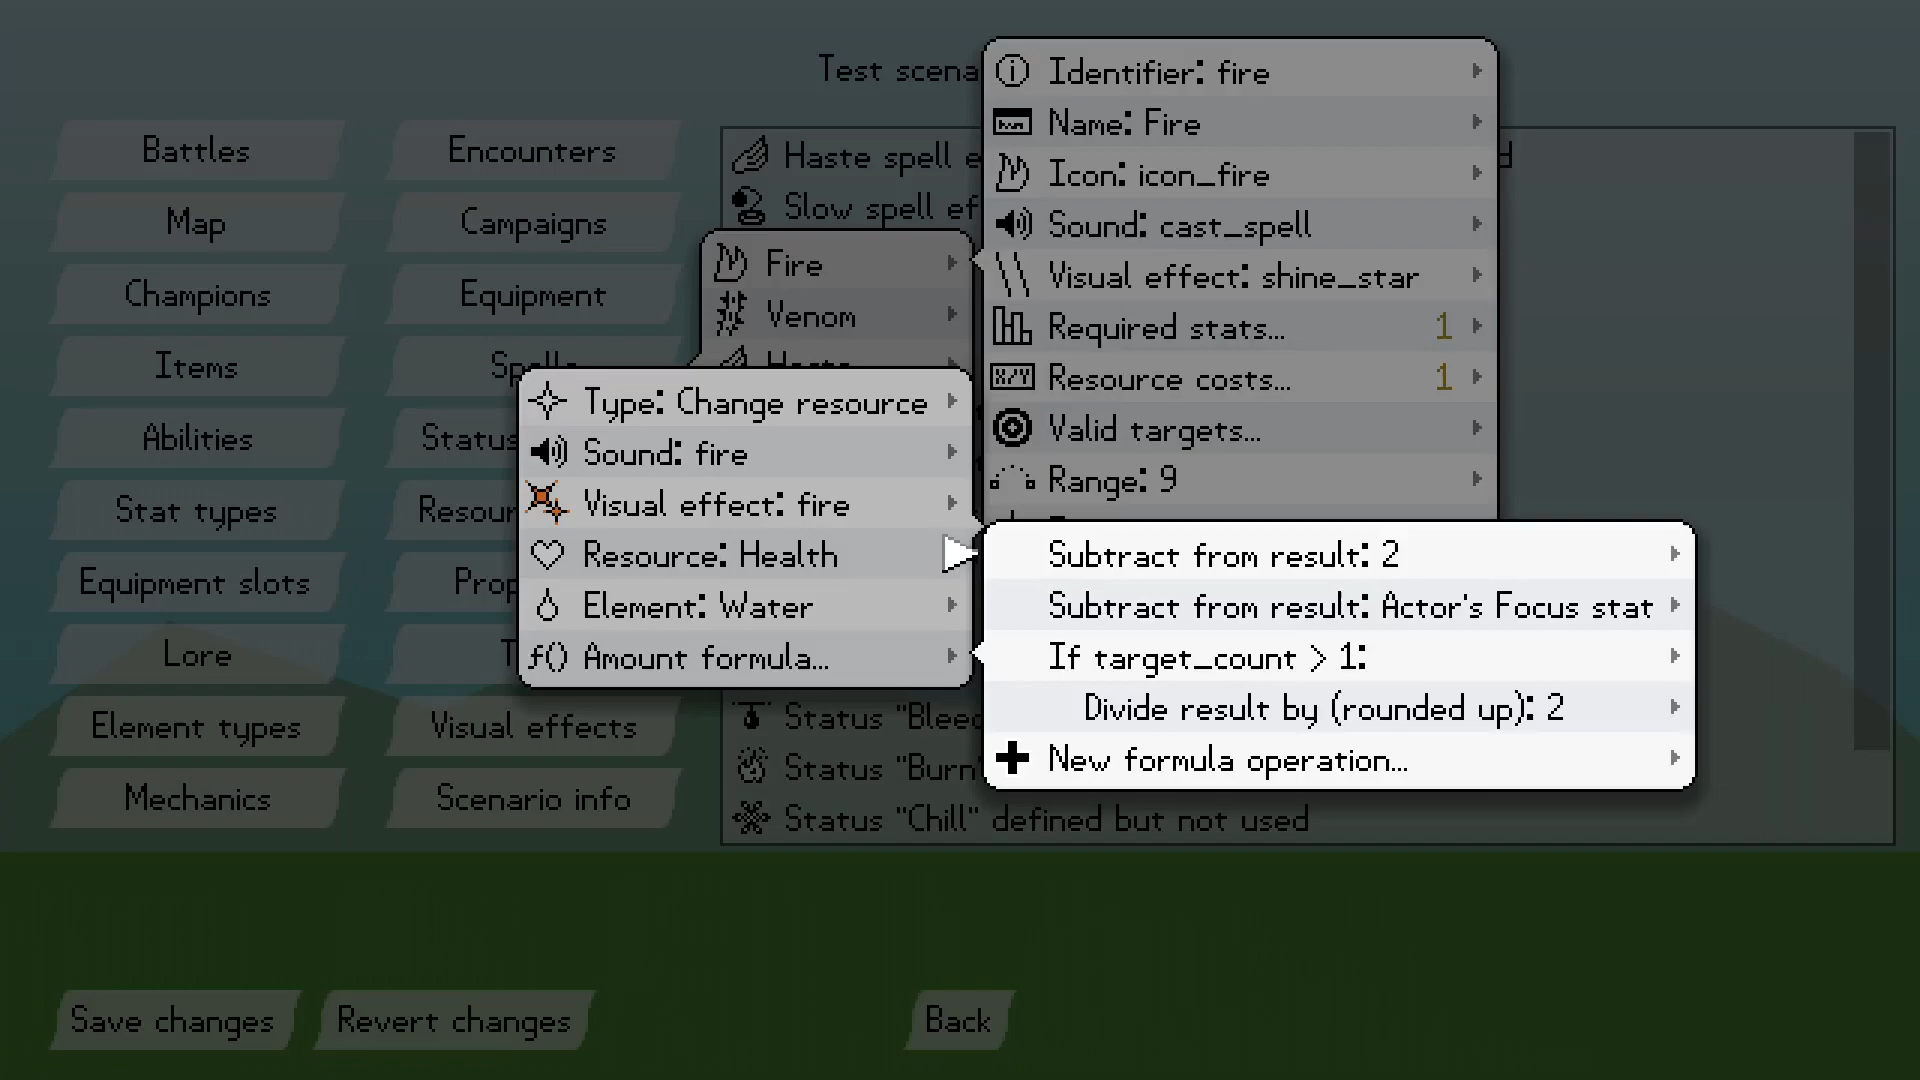 Test scena
Battles
Encounters
Map
Campaigns
Champions
Equipment
Items
Spells
Abilities
Status
Stat types
Resour
Equipment slots
Prop
Lore
T
Element types
Visual effects
Mechanics
Scenario info
Haste spell e
d
Slow spell ef
Fire
Venom
Haste
Identifier: fire
Name: Fire
Icon: icon_fire
Sound: cast_spell
Visual effect: shine_star
Required stats... 1
X/Y Resource costs... 1
Valid targets...
Range: 9
Type: Change resource
Sound: fire
Visual effect: fire
Resource: Health
Element: Water
f() Amount formula...
Subtract from result: 2
Subtract from result: Actor's Focus stat
If target_count > 1:
Divide result by (rounded up): 2
New formula operation...
Status "Bleed
Status "Burn"
Status "Chill" defined but not used
Save changes
Revert changes
Back